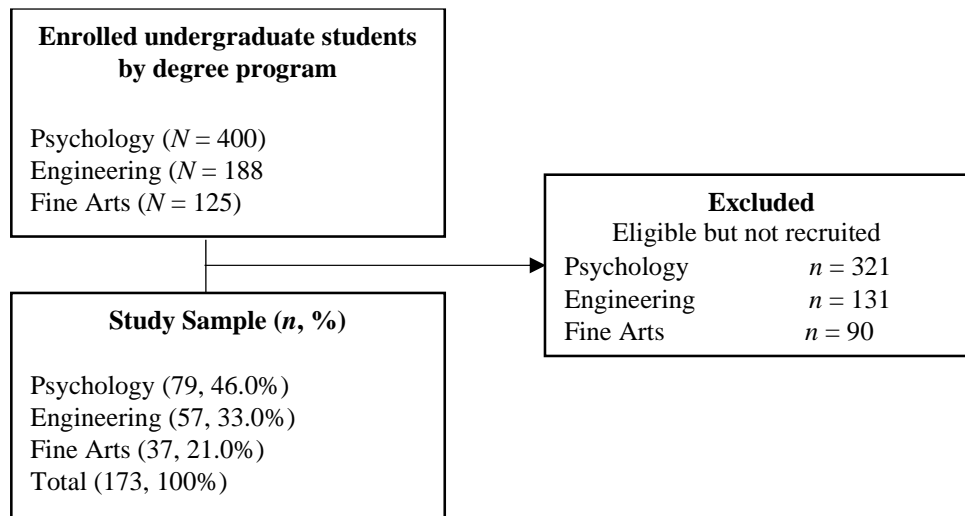 Enrolled undergraduate students
by degree program
Psychology (N = 400)
Engineering (N = 188
Fine Arts (N = 125)
Excluded
Eligible but not recruited
Psychology n = 321
Engineering n = 131
Fine Arts n = 90
Study Sample (n, %)
Psychology (79, 46.0%)
Engineering (57, 33.0%)
Fine Arts (37, 21.0%)
Total (173, 100%)